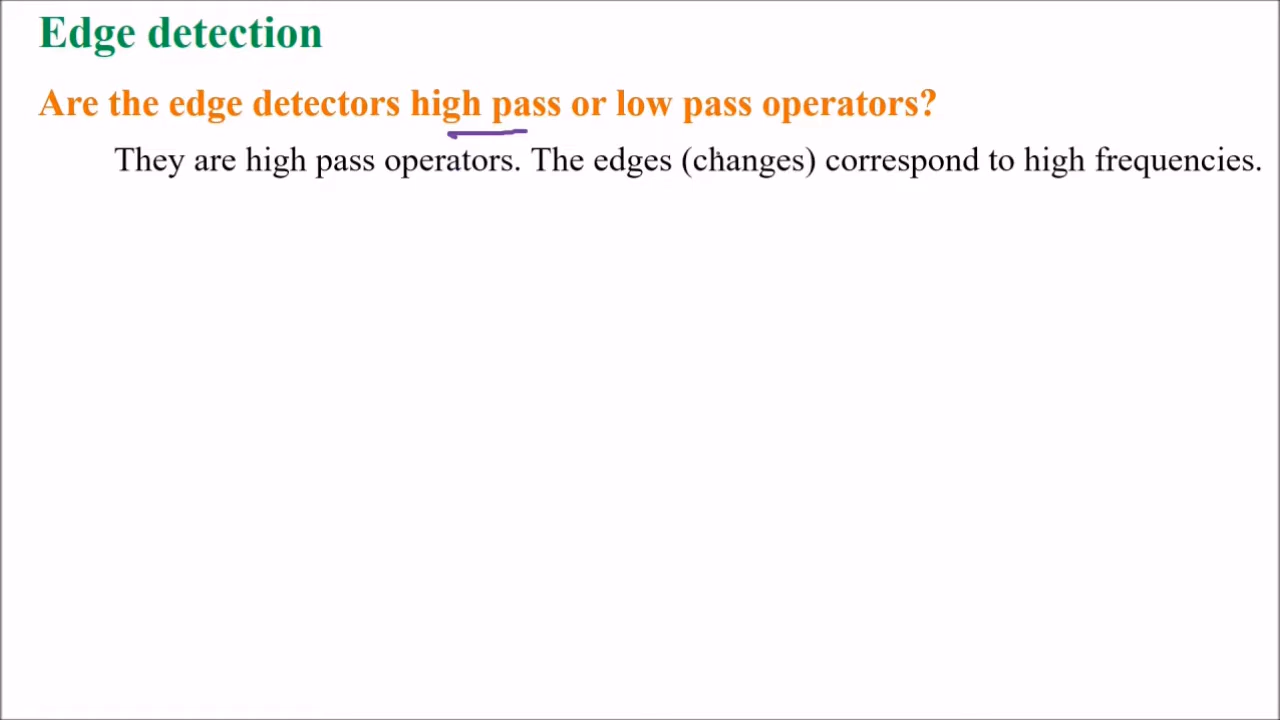 Edge detection
Are the edge detectors high pass or low pass operators?
They are high pass operators. The edges (changes) correspond to high frequencies.